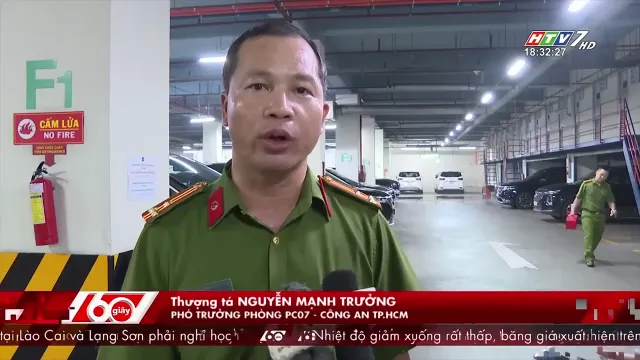 HTV7 HD
18:32:27
F1
CẤM LỬA
NO FIRE
60 giây
Thượng tá NGUYỄN MẠNH TRƯỞNG
PHÓ TRƯỞNG PHÒNG PC07 - CÔNG AN TP.HCM
tại Lào Cai và Lạng Sơn phải nghỉ học
Nhiệt độ giảm xuống rất thấp, băng giá xuất hiện trên